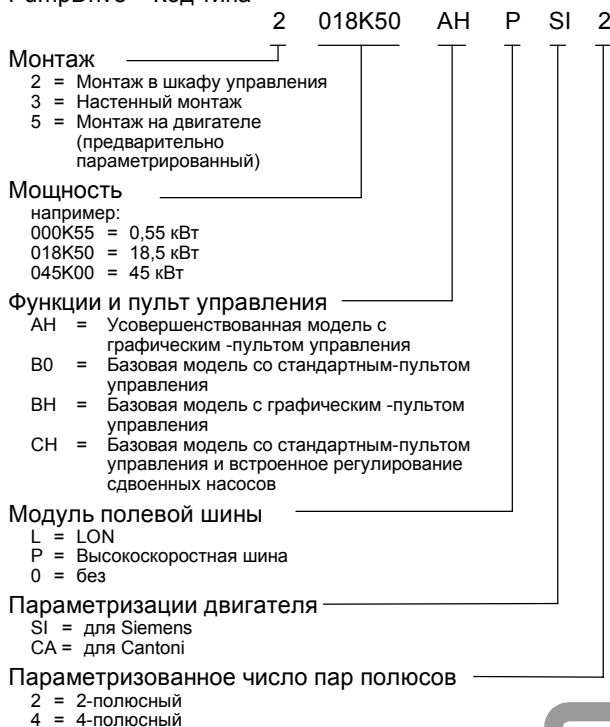 2 018K50 AH P SI 2
Монтаж
2 = Монтаж в шкафу управления
3 = Настенный монтаж
5 = Монтаж на двигателе
(предварительно
параметрированный)
Мощность
например:
000K55 = 0,55 кВт
018K50 = 18,5 кВт
045K00 = 45 кВт
Функции и пульт управления
AH = Усовершенствованная модель с
графическим -пультом управления
B0 = Базовая модель со стандартным-пультом
управления
BH = Базовая модель с графическим -пультом
управления
CH = Базовая модель со стандартным-пультом
управления и встроенное регулирование
сдвоенных насосов
Модуль полевой шины
L = LON
P = Высокоскоростная шина
0 = без
Параметризации двигателя
SI = для Siemens
CA = для Cantoni
Параметризованное число пар полюсов
2 = 2-полюсный
4 = 4-полюсный